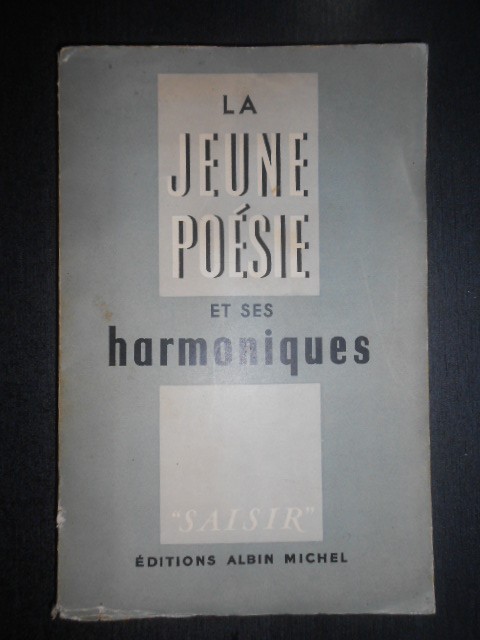 LA
JEUNE
POÉSIE
ET SES
harmoniques
"SAISIR"
ÉDITIONS ALBIN MICHEL